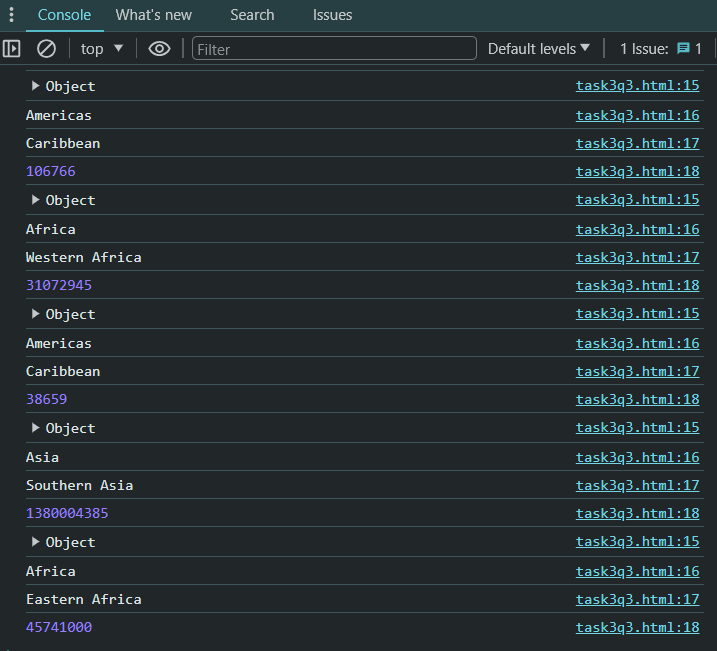 Console What's new Search Issues
top Filter Default levels 1 Issue: 1
Object task3q3.html:15
Americas task3q3.html:16
Caribbean task3q3.html:17
106766 task3q3.html:18
Object task3q3.html:15
Africa task3q3.html:16
Western Africa task3q3.html:17
31072945 task3q3.html:18
Object task3q3.html:15
Americas task3q3.html:16
Caribbean task3q3.html:17
38659 task3q3.html:18
Object task3q3.html:15
Asia task3q3.html:16
Southern Asia task3q3.html:17
1380004385 task3q3.html:18
Object task3q3.html:15
Africa task3q3.html:16
Eastern Africa task3q3.html:17
45741000 task3q3.html:18